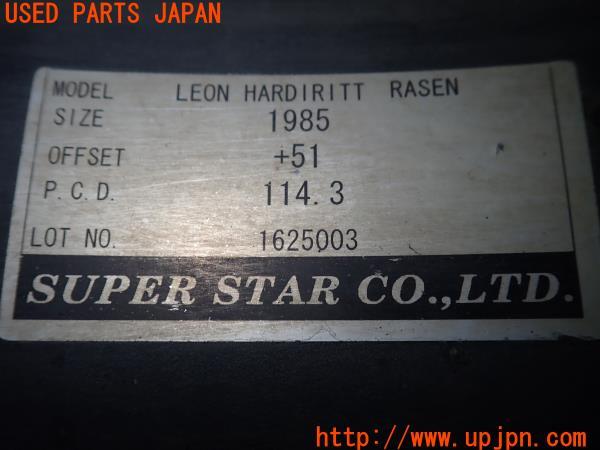 USED PARTS JAPAN
MODEL LEON HARDIRITT RASEN
SIZE 1985
OFFSET +51
P.C.D. 114.3
LOT NO. 1625003
SUPER STAR CO.,LTD.
http://www.upjpn.com